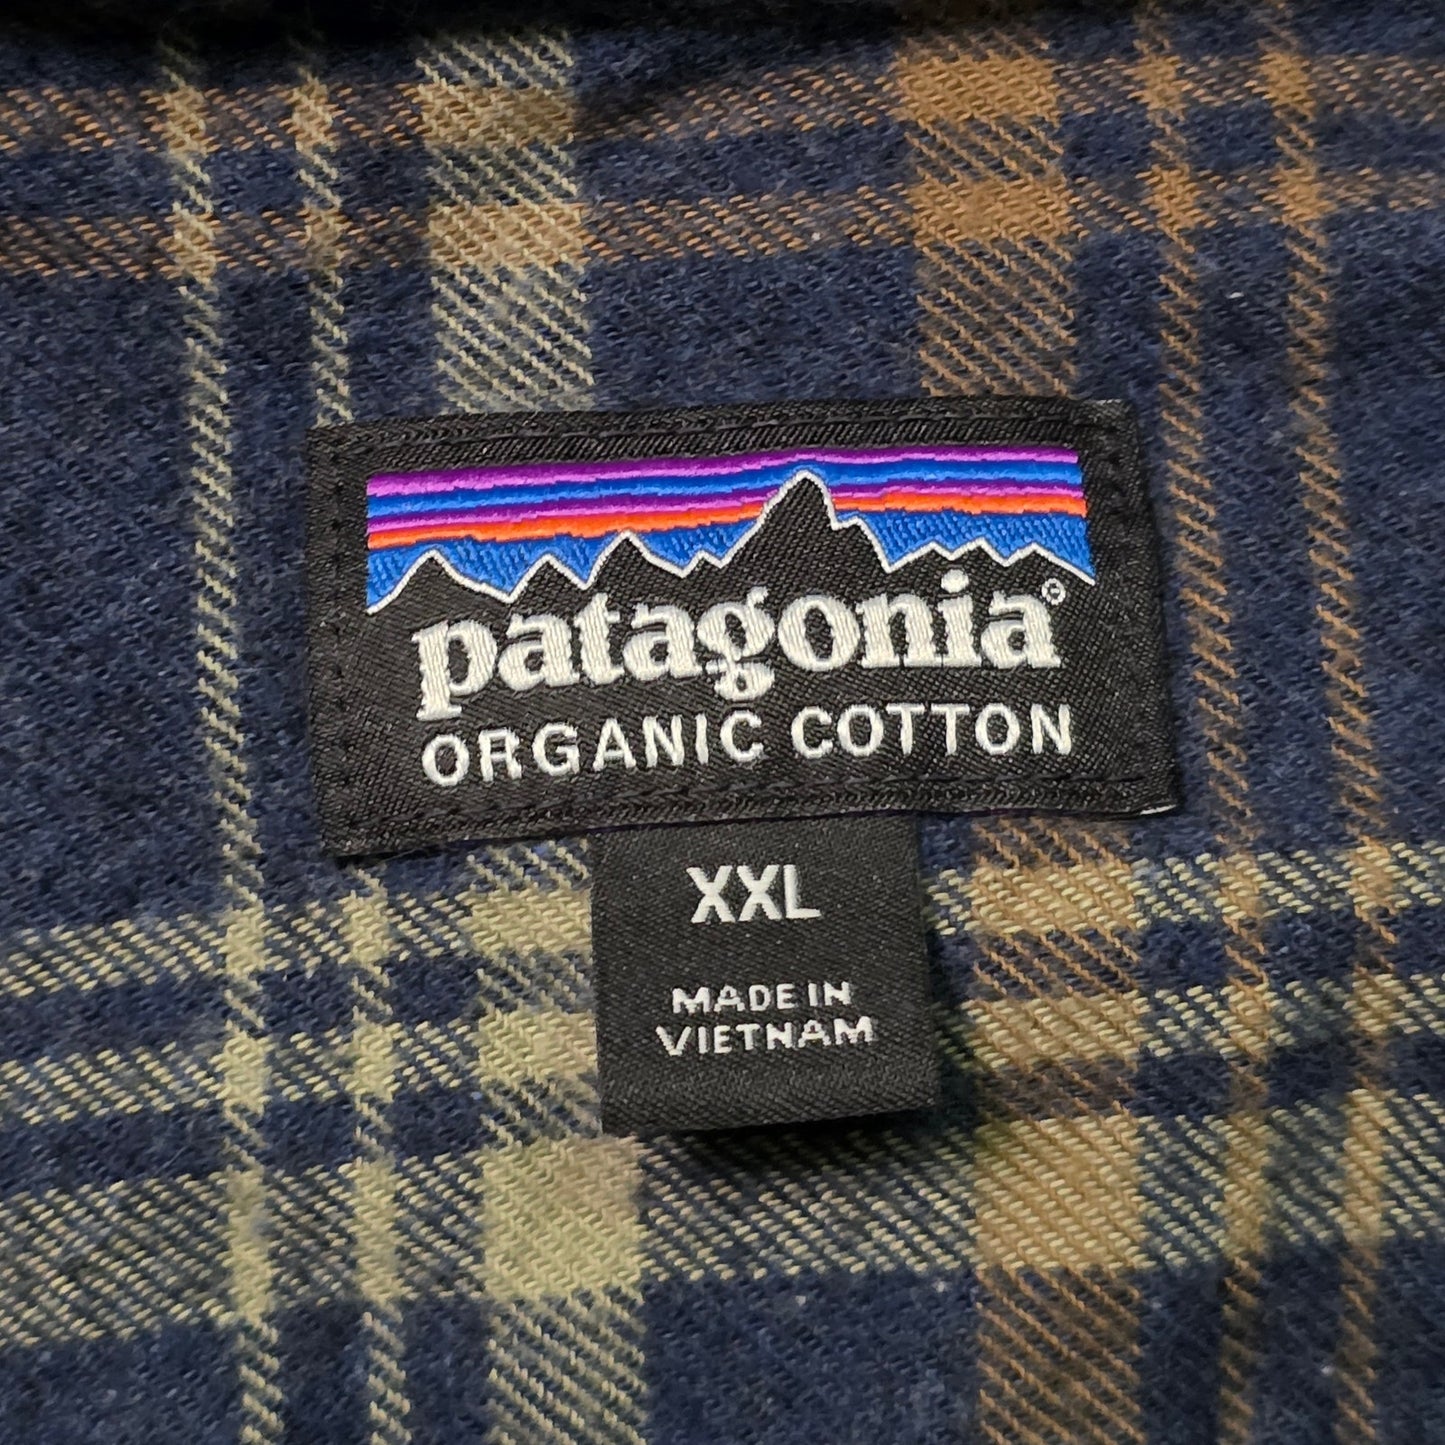 patagonia®
ORGANIC COTTON
XXL
MADE IN
VIETNAM